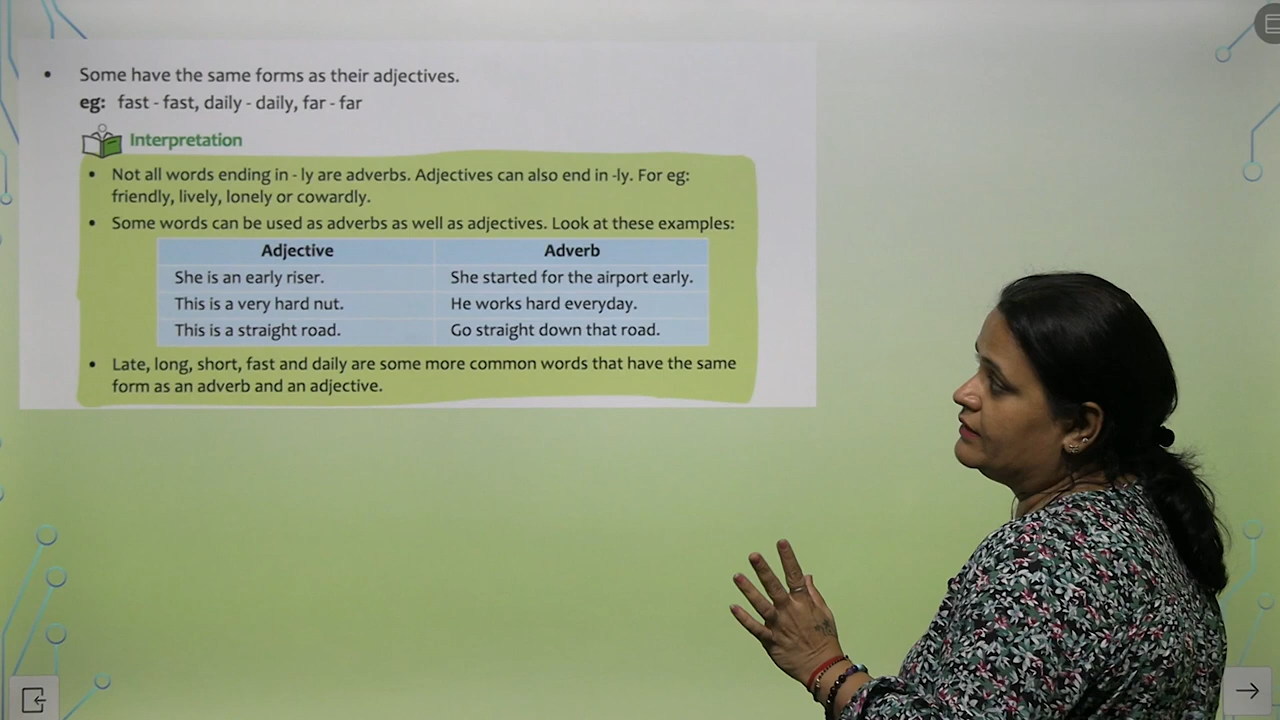 • Some have the same forms as their adjectives.
eg: fast - fast, daily - daily, far - far
Interpretation
• Not all words ending in - ly are adverbs. Adjectives can also end in -ly. For eg:
friendly, lively, lonely or cowardly.
• Some words can be used as adverbs as well as adjectives. Look at these examples:
Adjective Adverb
She is an early riser. She started for the airport early.
This is a very hard nut. He works hard everyday.
This is a straight road. Go straight down that road.
• Late, long, short, fast and daily are some more common words that have the same
form as an adverb and an adjective.